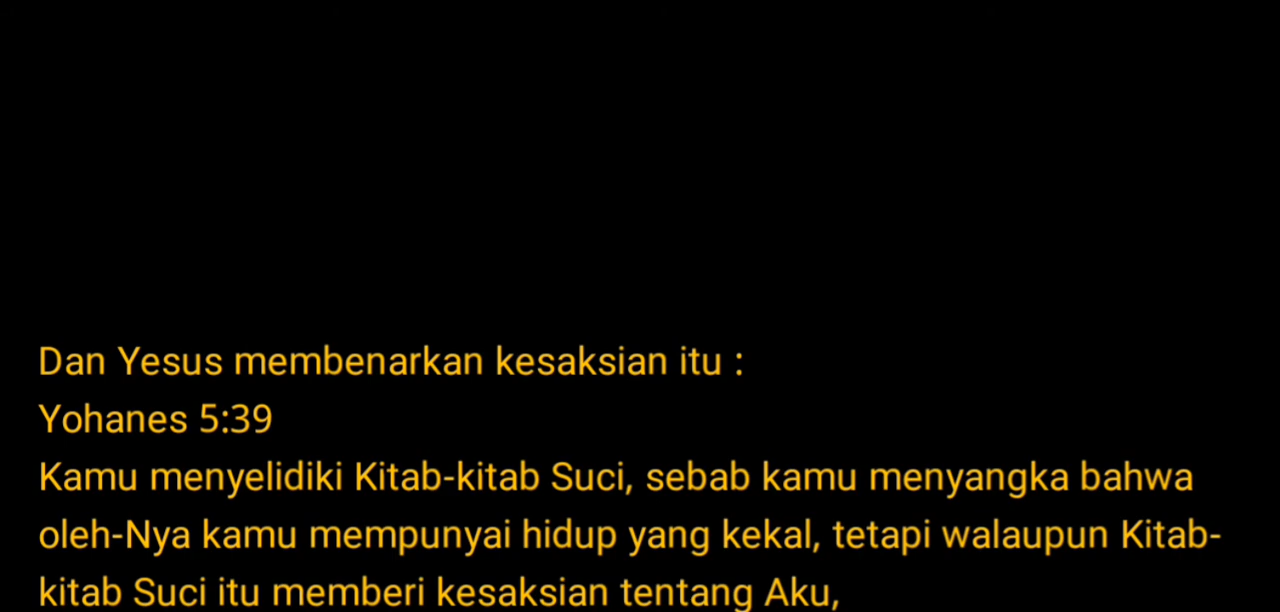 Dan Yesus membenarkan kesaksian itu :
Yohanes 5:39
Kamu menyelidiki Kitab-kitab Suci, sebab kamu menyangka bahwa
oleh-Nya kamu mempunyai hidup yang kekal, tetapi walaupun Kitab-
kitab Suci itu memberi kesaksian tentang Aku,